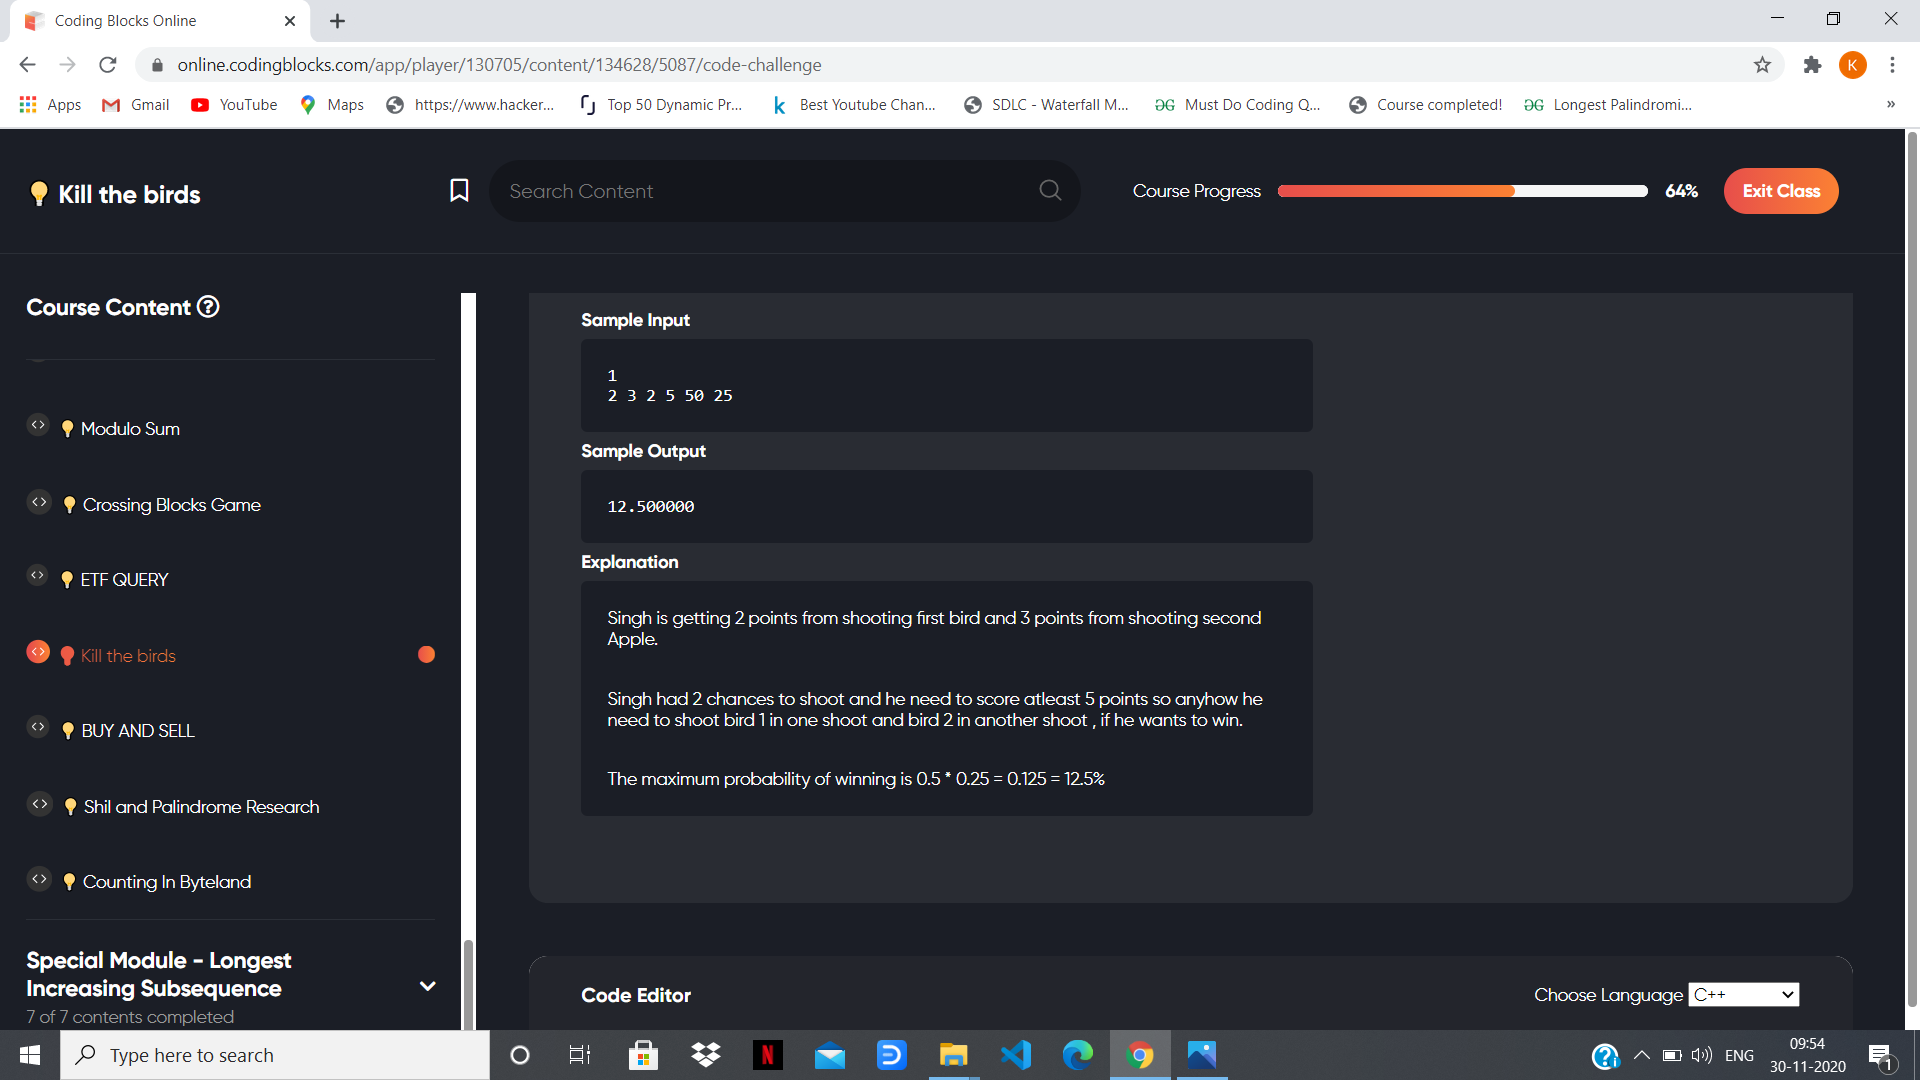 Coding Blocks Online
online.codingblocks.com/app/player/130705/content/134628/5087/code-challenge
K
Apps
Gmail
YouTube
Maps
https://www.hacker...
Top 50 Dynamic Pr...
Best Youtube Chan...
SDLC - Waterfall M...
Must Do Coding Q...
Course completed!
Longest Palindromi...
»
Kill the birds
Search Content
Course Progress
64%
Exit Class
Course Content
Modulo Sum
Crossing Blocks Game
ETF QUERY
Kill the birds
BUY AND SELL
Shil and Palindrome Research
Counting In Byteland
Special Module - Longest
Increasing Subsequence
7 of 7 contents completed
Sample Input
1
2 3 2 5 50 25
Sample Output
12.500000
Explanation
Singh is getting 2 points from shooting first bird and 3 points from shooting second
Apple.
Singh had 2 chances to shoot and he need to score atleast 5 points so anyhow he
need to shoot bird 1 in one shoot and bird 2 in another shoot , if he wants to win.
The maximum probability of winning is 0.5 * 0.25 = 0.125 = 12.5%
Code Editor
Choose Language
C++
Type here to search
ENG
09:54
30-11-2020
1